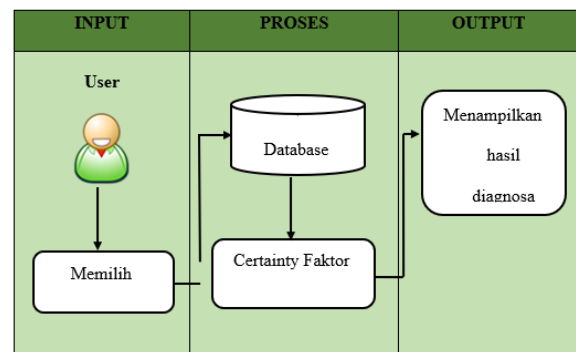 INPUT
PROSES
OUTPUT
User
Memilih
Database
Certainty Faktor
Menampilkan
hasil
diagnosa